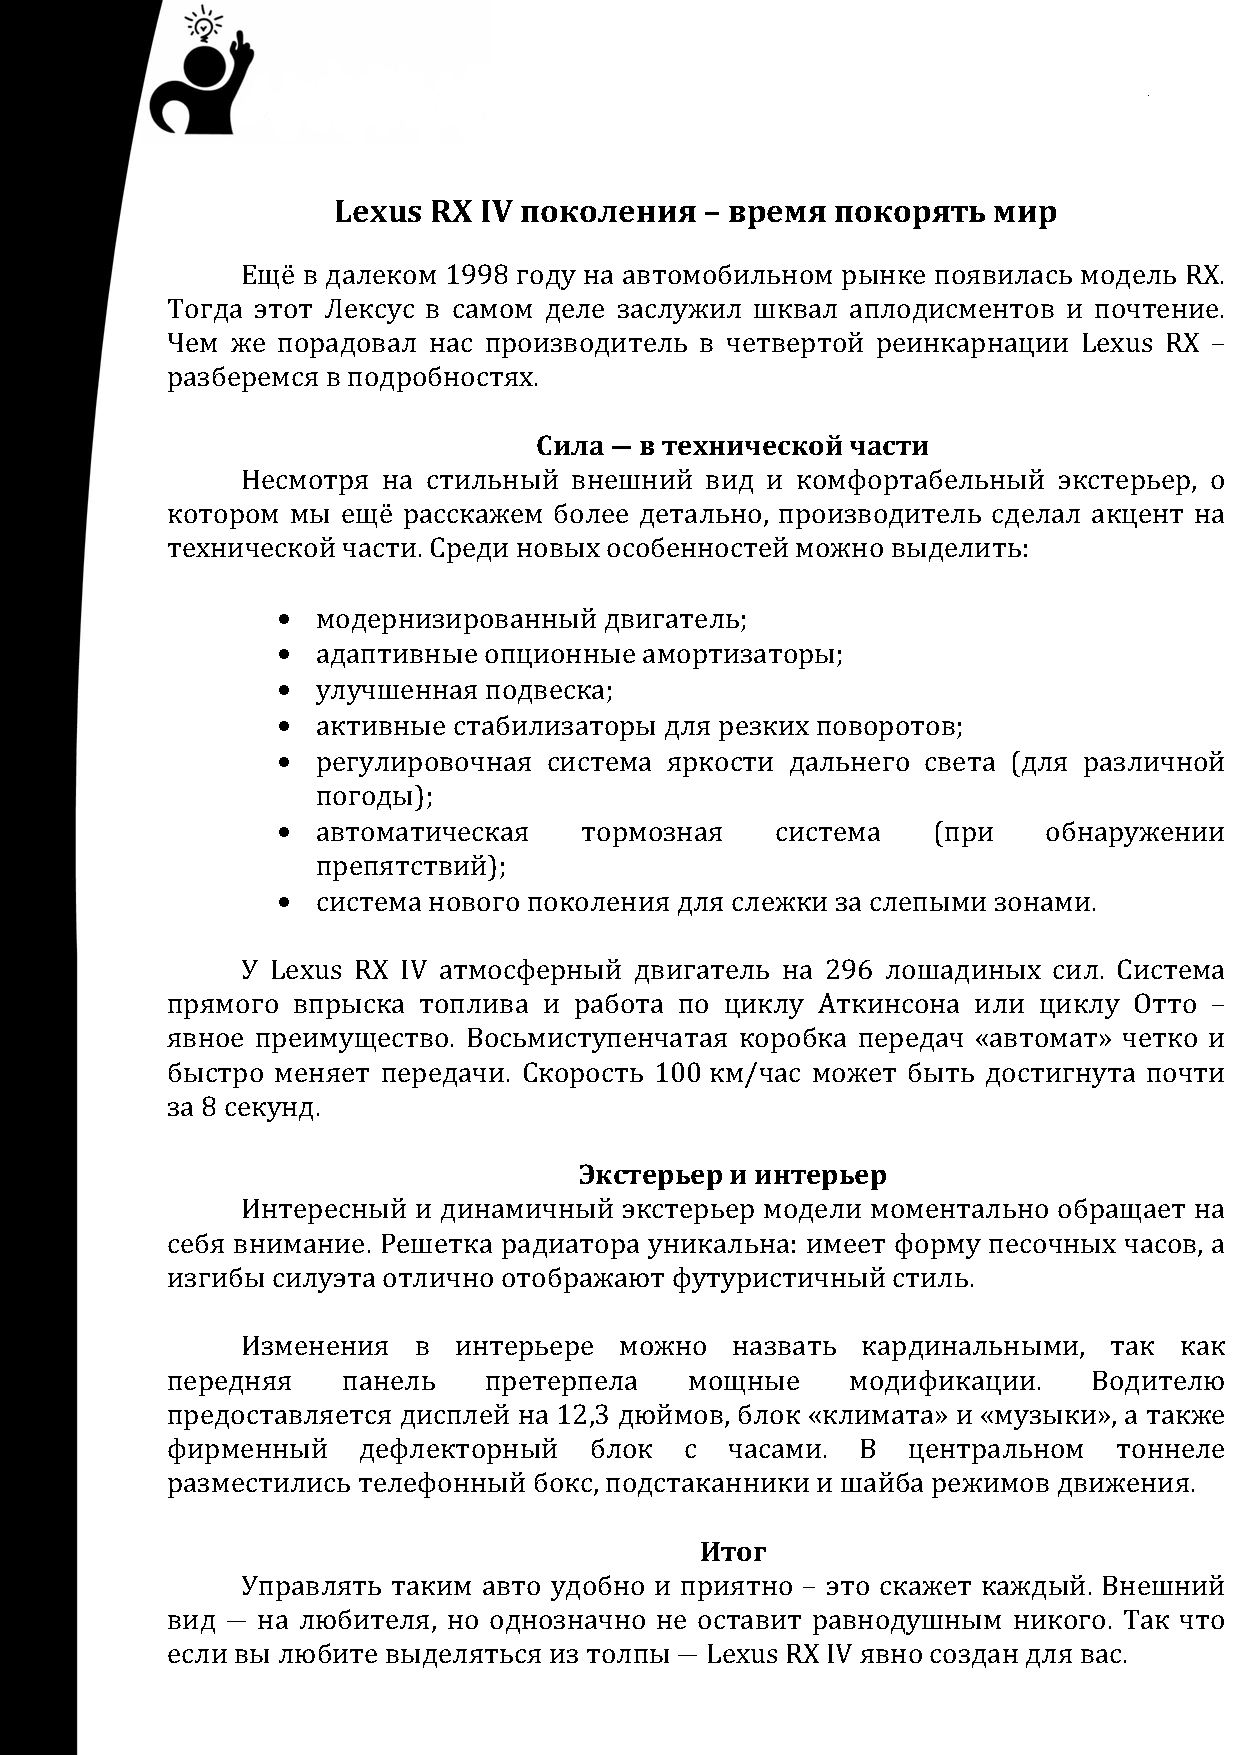 Lexus RX IV поколения – время покорять мир
Ещё в далеком 1998 году на автомобильном рынке появилась модель RX.
Тогда этот Лексус в самом деле заслужил шквал аплодисментов и почтение.
Чем же порадовал нас производитель в четвертой реинкарнации Lexus RX –
разберемся в подробностях.
Сила — в технической части
Несмотря на стильный внешний вид и комфортабельный экстерьер, о
котором мы ещё расскажем более детально, производитель сделал акцент на
технической части. Среди новых особенностей можно выделить:
• модернизированный двигатель;
• адаптивные опционные амортизаторы;
• улучшенная подвеска;
• активные стабилизаторы для резких поворотов;
• регулировочная система яркости дальнего света (для различной
погоды);
• автоматическая тормозная система (при обнаружении
препятствий);
• система нового поколения для слежки за слепыми зонами.
У Lexus RX IV атмосферный двигатель на 296 лошадиных сил. Система
прямого впрыска топлива и работа по циклу Аткинсона или циклу Отто –
явное преимущество. Восьмиступенчатая коробка передач «автомат» четко и
быстро меняет передачи. Скорость 100 км/час может быть достигнута почти
за 8 секунд.
Экстерьер и интерьер
Интересный и динамичный экстерьер модели моментально обращает на
себя внимание. Решетка радиатора уникальна: имеет форму песочных часов, а
изгибы силуэта отлично отображают футуристичный стиль.
Изменения в интерьере можно назвать кардинальными, так как
передняя панель претерпела мощные модификации. Водителю
предоставляется дисплей на 12,3 дюймов, блок «климата» и «музыки», а также
фирменный дефлекторный блок с часами. В центральном тоннеле
разместились телефонный бокс, подстаканники и шайба режимов движения.
Итог
Управлять таким авто удобно и приятно – это скажет каждый. Внешний
вид — на любителя, но однозначно не оставит равнодушным никого. Так что
если вы любите выделяться из толпы — Lexus RX IV явно создан для вас.